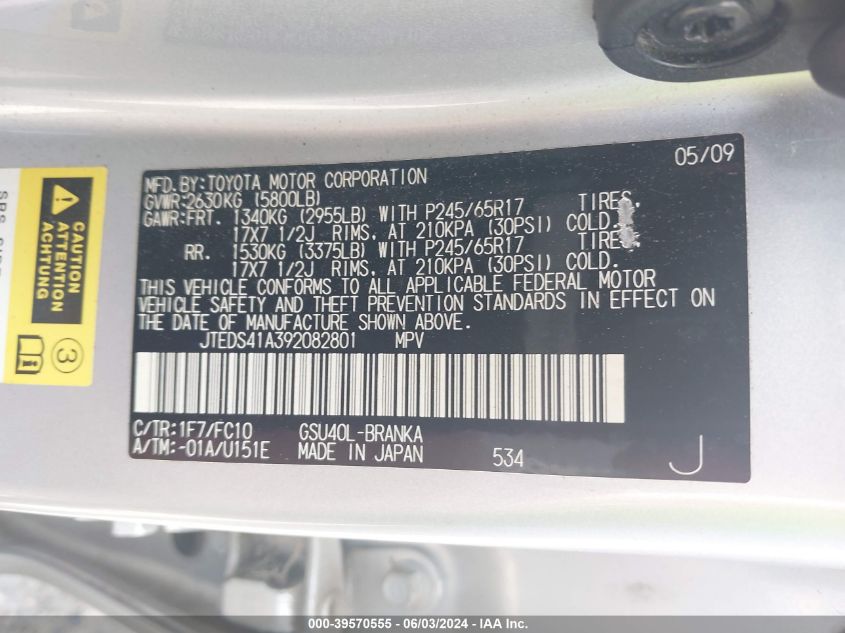 05/09
MFD.BY:TOYOTA MOTOR CORPORATION
GVWR:2630KG (5800LB)
GAWR:FRT. 1340KG (2955LB) WITH P245/65R17 TIRES,
17X7 1/2J RIMS, AT 210KPA (30PSI) COLD.
RR. 1530KG (3375LB) WITH P245/65R17 TIRES,
17X7 1/2J RIMS, AT 210KPA (30PSI) COLD.
THIS VEHICLE CONFORMS TO ALL APPLICABLE FEDERAL MOTOR
VEHICLE SAFETY AND THEFT PREVENTION STANDARDS IN EFFECT ON
THE DATE OF MANUFACTURE SHOWN ABOVE.
JTEDS41A392082801 MPV
C/TR:1F7/FC10 GSU40L-BRANKA
A/TM:-01A/U151E MADE IN JAPAN 534 J
CAUTION
ATTENTION
ACHTUNG
3
000-39570555 - 06/03/2024 - IAA Inc.